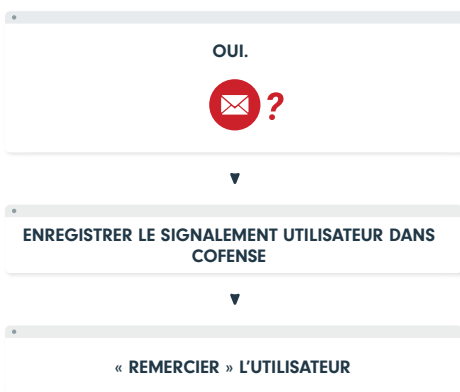 OUI.
?
ENREGISTRER LE SIGNALEMENT UTILISATEUR DANS
COFENSE
« REMERCIER » L'UTILISATEUR